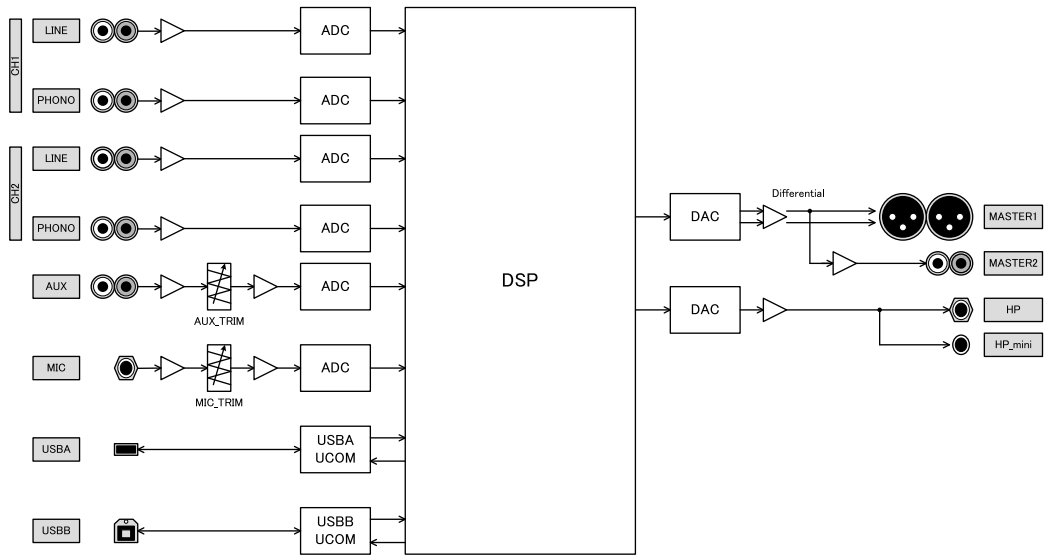 CH1
LINE
ADC
PHONO
ADC
CH2
LINE
ADC
PHONO
ADC
AUX
AUX_TRIM
ADC
MIC
MIC_TRIM
ADC
USBA
USBA
UCOM
USBB
USBB
UCOM
DSP
DAC
Differential
MASTER1
MASTER2
DAC
HP
HP_mini